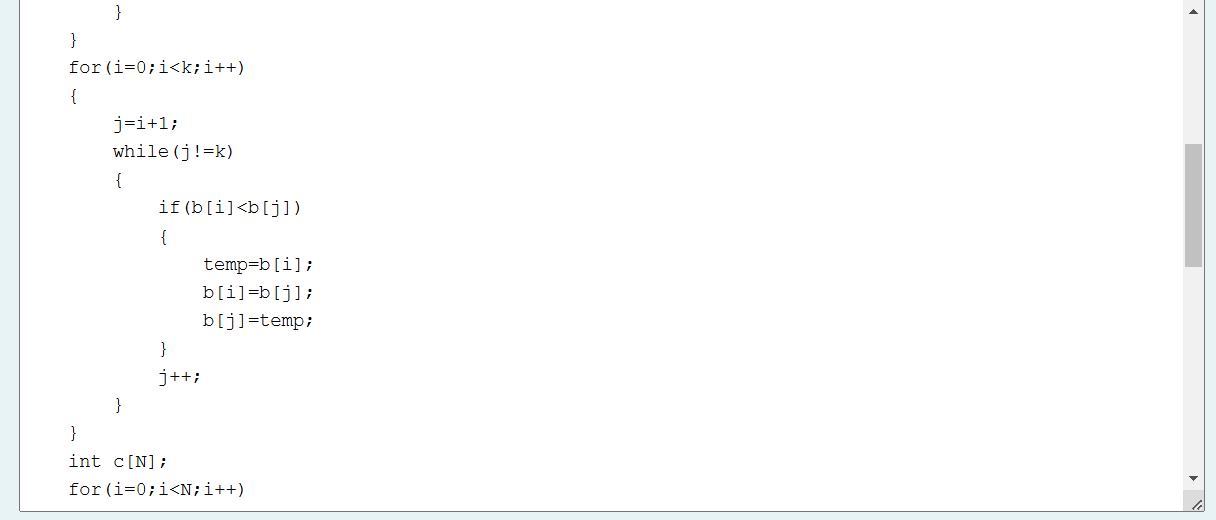 }
}
for(i=0;i<k;i++)
{
j=i+1;
while(j!=k)
{
if(b[i]<b[j])
{
temp=b[i];
b[i]=b[j];
b[j]=temp;
}
j++;
}
}
int c[N];
for(i=0;i<N;i++)